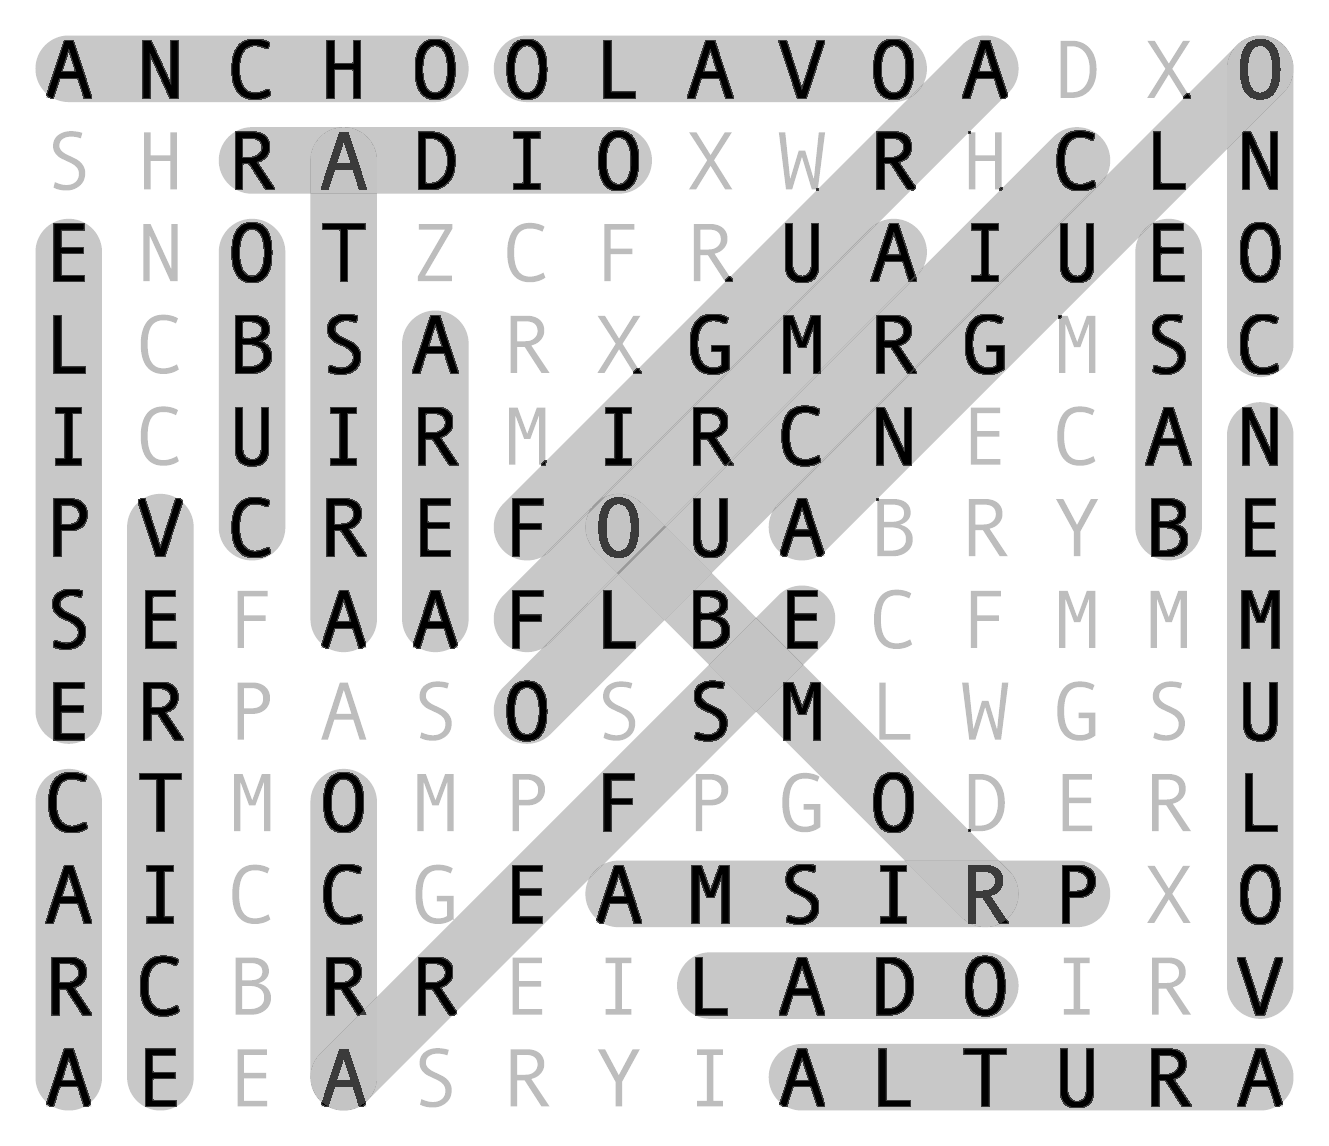 A N C H O O L A V O A D X O
S H R A D I O X W R H C L N
E N O T Z C F R U A I U E O
L C B S A R X G M R G M S C
I C U I R M I R C N E C A N
P V C R E F O U A B R Y B E
S E F A A F L B E C F M M M
E R P A S O S S M L W G S U
C T M O M P F P G O D E R L
A I C C G E A M S I R P X O
R C B R R E I L A D O I R V
A E E A S R Y I A L T U R A